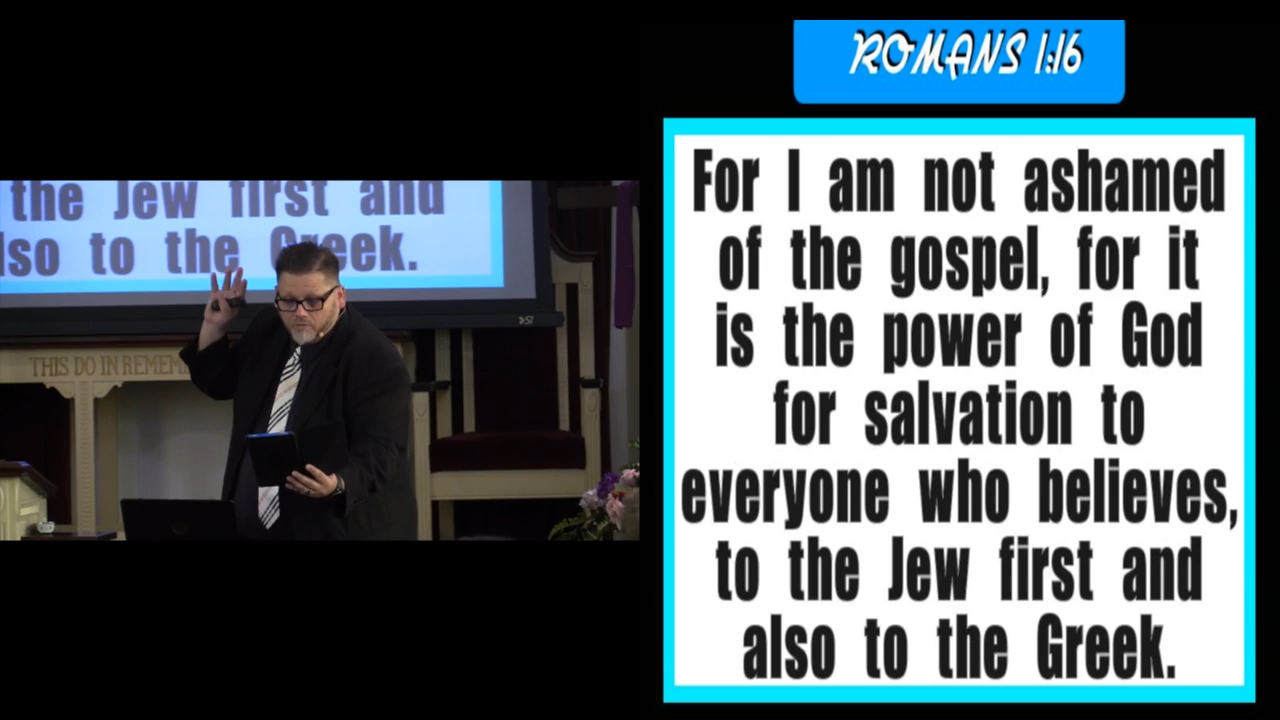 ROMANS 1:16
For I am not ashamed
of the gospel, for it
is the power of God
for salvation to
everyone who believes,
to the Jew first and
also to the Greek.
the Jew first and
lso to the Greek.
THIS DO IN REMEM